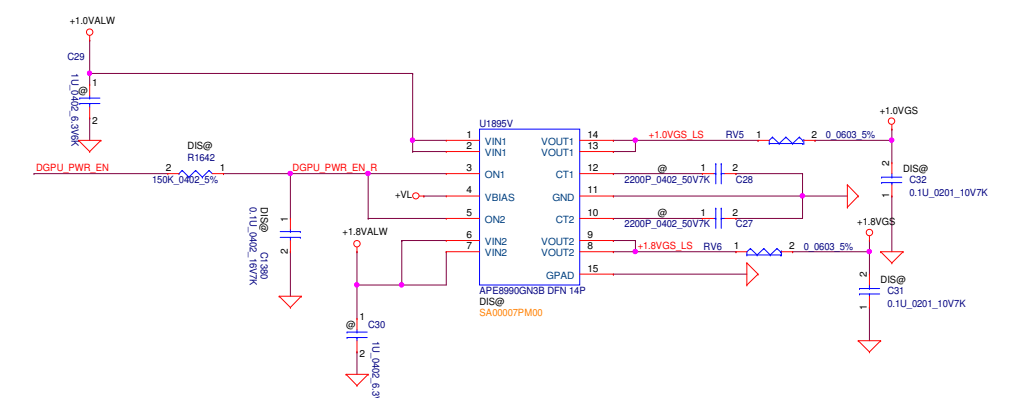 +1.0VALW
C29
1
@
2
1U_0402_6.3V6K
DGPU_PWR_EN
DIS@
R1642
2
1
150K_0402_5%
DGPU_PWR_EN_R
DIS@
1
2
C1380
0.1U_0402_16V7K
+VL
+1.8VALW
@
1
C30
2
U1895V
1 VIN1
2 VIN1
3 ON1
4 VBIAS
5 ON2
6 VIN2
7 VIN2
VOUT1 14
VOUT1 13
CT1 12
GND 11
CT2 10
VOUT2 9
VOUT2 8
GPAD 15
APE8990GN3B DFN 14P
DIS@
SA00007PM00
+1.0VGS_LS RV5 1 2 0_0603_5%
+1.0VGS
@ 1 2
2200P_0402_50V7K C28
@ 1 2
2200P_0402_50V7K C27
+1.8VGS_LS RV6 1 2 0_0603_5%
+1.8VGS
2
DIS@
C32
1
0.1U_0201_10V7K
2
DIS@
C31
1
0.1U_0201_10V7K